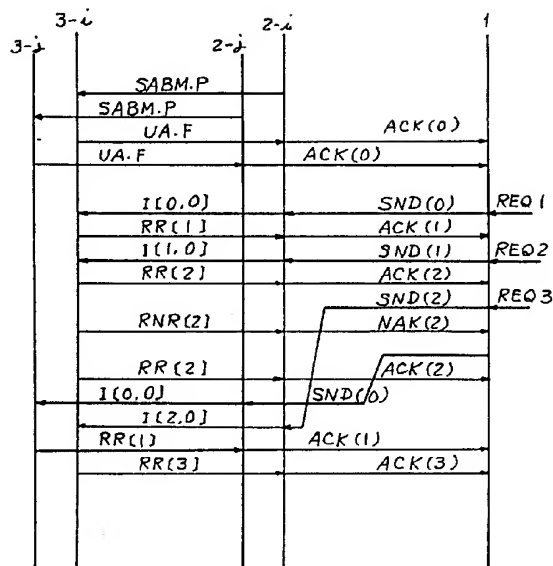 3-i 2-i 1
3-j 2-j
SABM.P
SABM.P
UA.F ACK(0)
UA.F ACK(0)
I[0,0] SND(0) REQ1
RR[1] ACK(1)
I[1,0] SND(1) REQ2
RR(2) ACK(2)
SND(2) REQ3
RNR(2] NAK(2)
RR(2] ACK(2)
I[0,0] SND(0)
I[2,0]
RR(1] ACK(1)
RR(3] ACK(3)